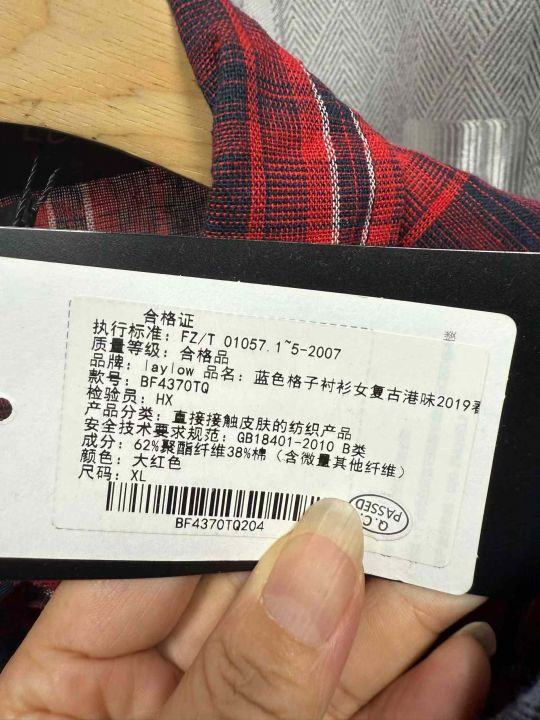 合格证
执行标准: FZ/T 01057.1~5-2007
质量等级: 合格品
品牌: laylow 品名: 蓝色格子衬衫女复古港味2019春
款号: BF4370TQ
检验员: HX
产品分类: 直接接触皮肤的纺织产品
安全技术要求规范: GB18401-2010 B类
成分: 62%聚酯纤维38%棉 (含微量其他纤维)
颜色: 大红色
尺码: XL
BF4370TQ204
PASSED